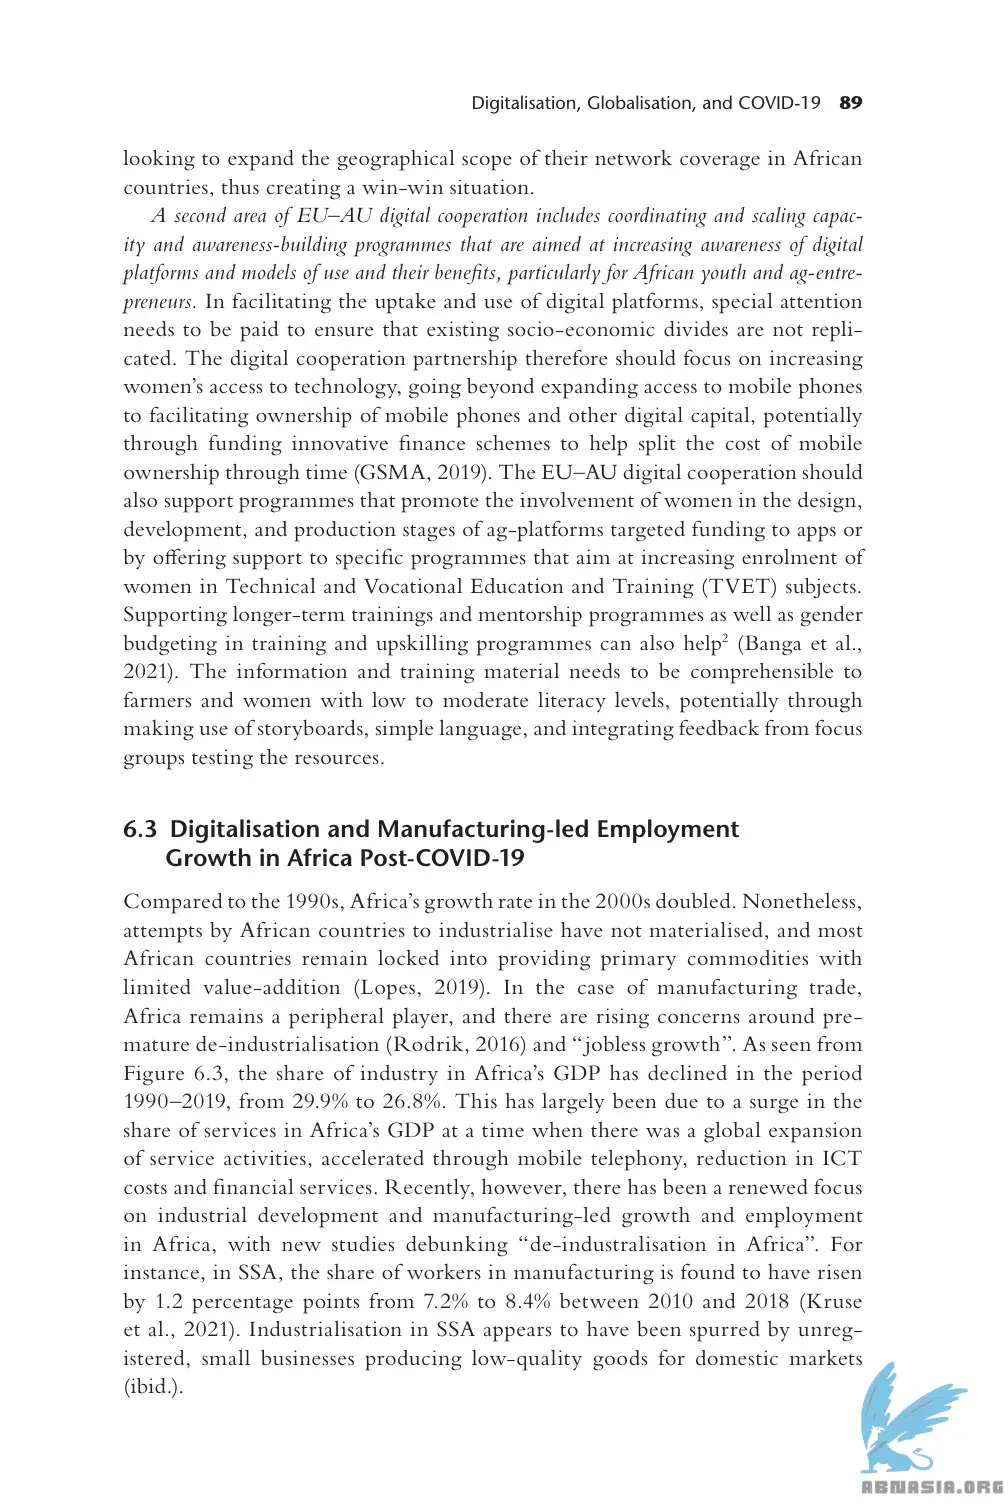 Digitalisation, Globalisation, and COVID-19 89
looking to expand the geographical scope of their network coverage in African
countries, thus creating a win-win situation.
A second area of EU–AU digital cooperation includes coordinating and scaling capac-
ity and awareness-building programmes that are aimed at increasing awareness of digital
platforms and models of use and their benefits, particularly for African youth and ag-entre-
preneurs. In facilitating the uptake and use of digital platforms, special attention
needs to be paid to ensure that existing socio-economic divides are not repli-
cated. The digital cooperation partnership therefore should focus on increasing
women's access to technology, going beyond expanding access to mobile phones
to facilitating ownership of mobile phones and other digital capital, potentially
through funding innovative finance schemes to help split the cost of mobile
ownership through time (GSMA, 2019). The EU–AU digital cooperation should
also support programmes that promote the involvement of women in the design,
development, and production stages of ag-platforms targeted funding to apps or
by offering support to specific programmes that aim at increasing enrolment of
women in Technical and Vocational Education and Training (TVET) subjects.
Supporting longer-term trainings and mentorship programmes as well as gender
budgeting in training and upskilling programmes can also help² (Banga et al.,
2021). The information and training material needs to be comprehensible to
farmers and women with low to moderate literacy levels, potentially through
making use of storyboards, simple language, and integrating feedback from focus
groups testing the resources.
6.3 Digitalisation and Manufacturing-led Employment
Growth in Africa Post-COVID-19
Compared to the 1990s, Africa's growth rate in the 2000s doubled. Nonetheless,
attempts by African countries to industrialise have not materialised, and most
African countries remain locked into providing primary commodities with
limited value-addition (Lopes, 2019). In the case of manufacturing trade,
Africa remains a peripheral player, and there are rising concerns around pre-
mature de-industrialisation (Rodrik, 2016) and "jobless growth". As seen from
Figure 6.3, the share of industry in Africa's GDP has declined in the period
1990–2019, from 29.9% to 26.8%. This has largely been due to a surge in the
share of services in Africa's GDP at a time when there was a global expansion
of service activities, accelerated through mobile telephony, reduction in ICT
costs and financial services. Recently, however, there has been a renewed focus
on industrial development and manufacturing-led growth and employment
in Africa, with new studies debunking "de-industralisation in Africa". For
instance, in SSA, the share of workers in manufacturing is found to have risen
by 1.2 percentage points from 7.2% to 8.4% between 2010 and 2018 (Kruse
et al., 2021). Industrialisation in SSA appears to have been spurred by unreg-
istered, small businesses producing low-quality goods for domestic markets
(ibid.).
ABNASIA.ORG